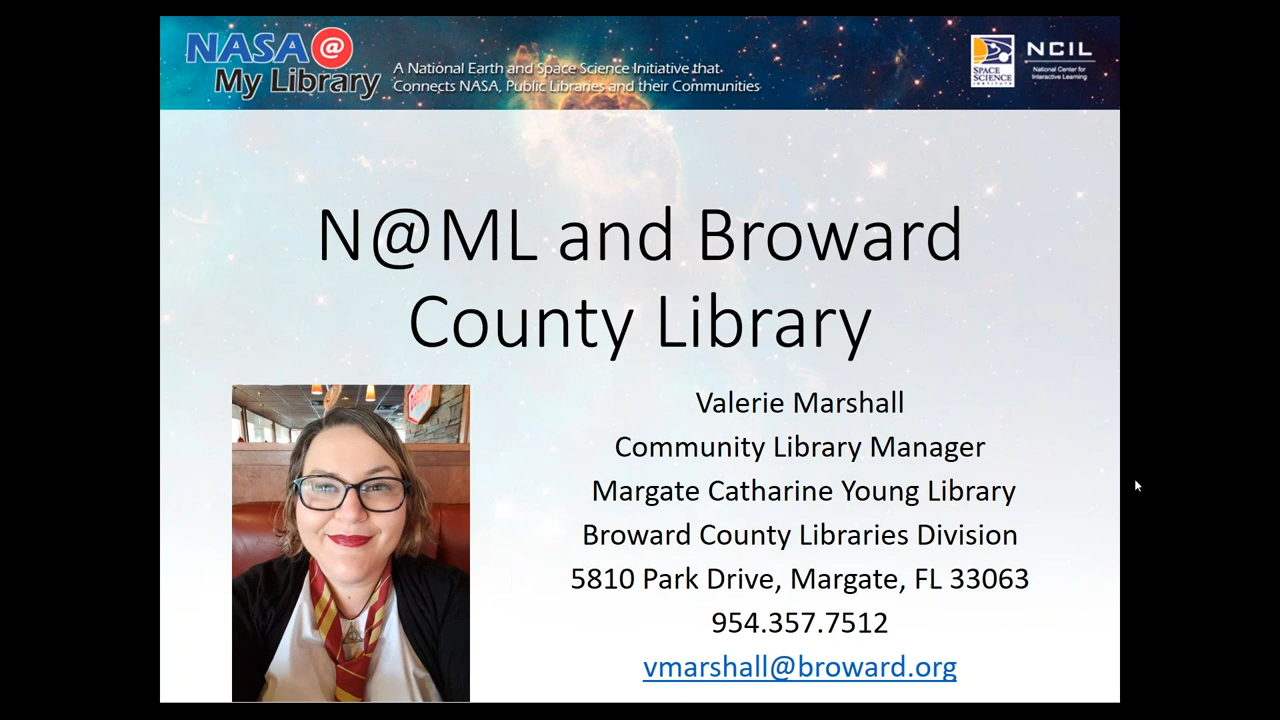 NASA @
My Library
A National Earth and Space Science Initiative that
Connects NASA, Public Libraries and their Communities
SPACE
SCIENCE
INSTITUTE
NCIL
National Center for
Interactive Learning
N@ML and Broward
County Library
Valerie Marshall
Community Library Manager
Margate Catharine Young Library
Broward County Libraries Division
5810 Park Drive, Margate, FL 33063
954.357.7512
vmarshall@broward.org